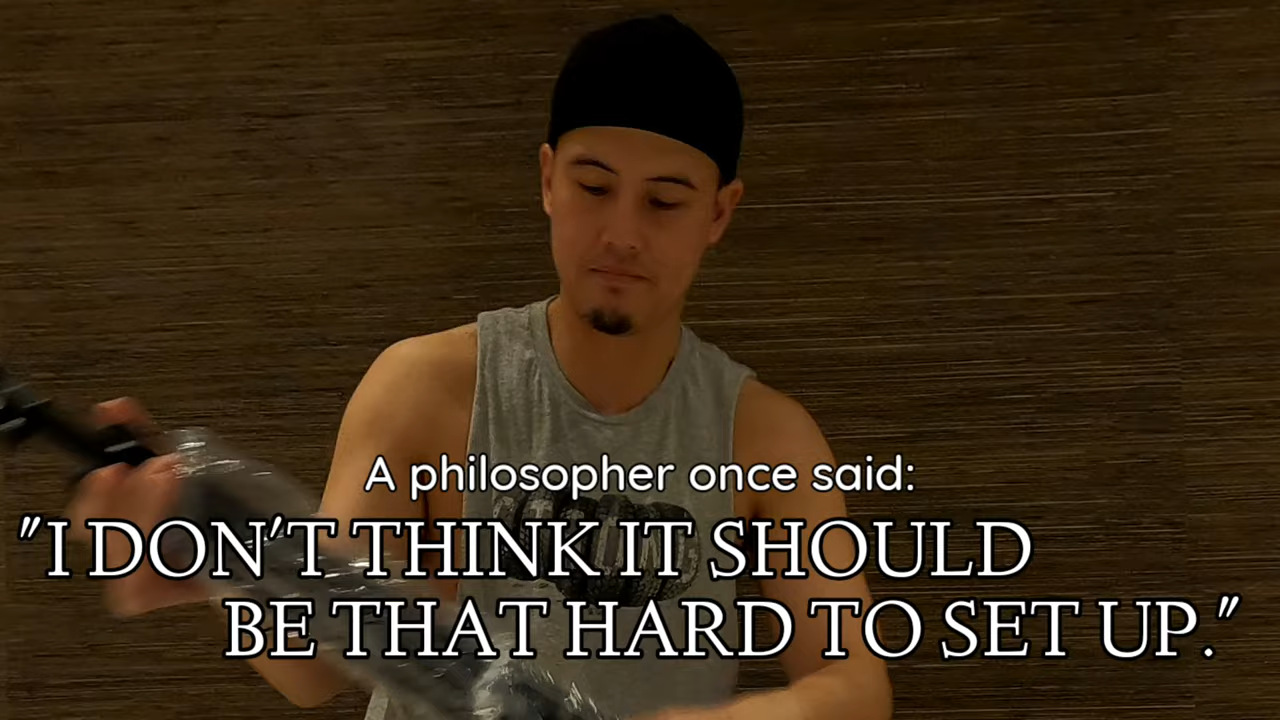 A philosopher once said:
"I DON'T THINK IT SHOULD
BE THAT HARD TO SET UP."